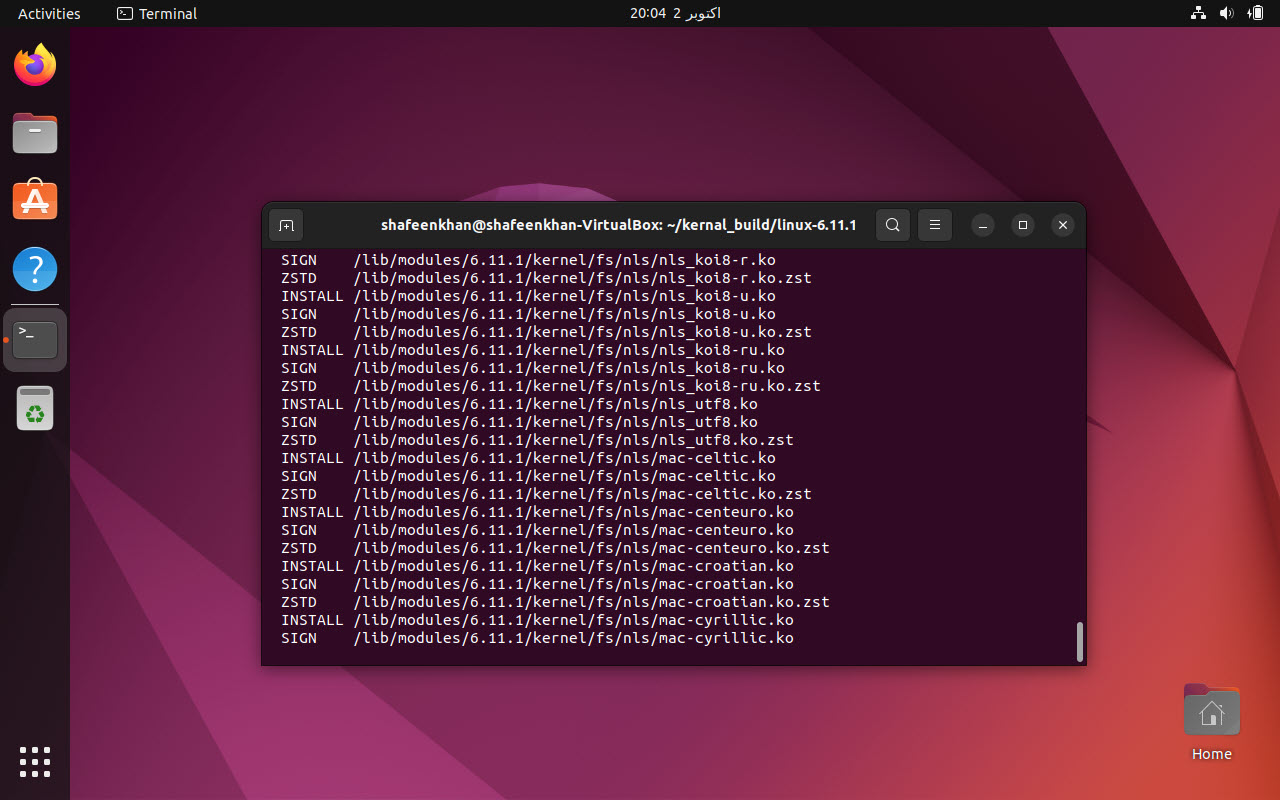 Activities
Terminal
20:04 2 اکتوبر
shafeenkhan@shafeenkhan-VirtualBox: ~/kernal_build/linux-6.11.1
SIGN /lib/modules/6.11.1/kernel/fs/nls/nls_koi8-r.ko
ZSTD /lib/modules/6.11.1/kernel/fs/nls/nls_koi8-r.ko.zst
INSTALL /lib/modules/6.11.1/kernel/fs/nls/nls_koi8-u.ko
SIGN /lib/modules/6.11.1/kernel/fs/nls/nls_koi8-u.ko
ZSTD /lib/modules/6.11.1/kernel/fs/nls/nls_koi8-u.ko.zst
INSTALL /lib/modules/6.11.1/kernel/fs/nls/nls_koi8-ru.ko
SIGN /lib/modules/6.11.1/kernel/fs/nls/nls_koi8-ru.ko
ZSTD /lib/modules/6.11.1/kernel/fs/nls/nls_koi8-ru.ko.zst
INSTALL /lib/modules/6.11.1/kernel/fs/nls/nls_utf8.ko
SIGN /lib/modules/6.11.1/kernel/fs/nls/nls_utf8.ko
ZSTD /lib/modules/6.11.1/kernel/fs/nls/nls_utf8.ko.zst
INSTALL /lib/modules/6.11.1/kernel/fs/nls/mac-celtic.ko
SIGN /lib/modules/6.11.1/kernel/fs/nls/mac-celtic.ko
ZSTD /lib/modules/6.11.1/kernel/fs/nls/mac-celtic.ko.zst
INSTALL /lib/modules/6.11.1/kernel/fs/nls/mac-centeuro.ko
SIGN /lib/modules/6.11.1/kernel/fs/nls/mac-centeuro.ko
ZSTD /lib/modules/6.11.1/kernel/fs/nls/mac-centeuro.ko.zst
INSTALL /lib/modules/6.11.1/kernel/fs/nls/mac-croatian.ko
SIGN /lib/modules/6.11.1/kernel/fs/nls/mac-croatian.ko
ZSTD /lib/modules/6.11.1/kernel/fs/nls/mac-croatian.ko.zst
INSTALL /lib/modules/6.11.1/kernel/fs/nls/mac-cyrillic.ko
SIGN /lib/modules/6.11.1/kernel/fs/nls/mac-cyrillic.ko
Home